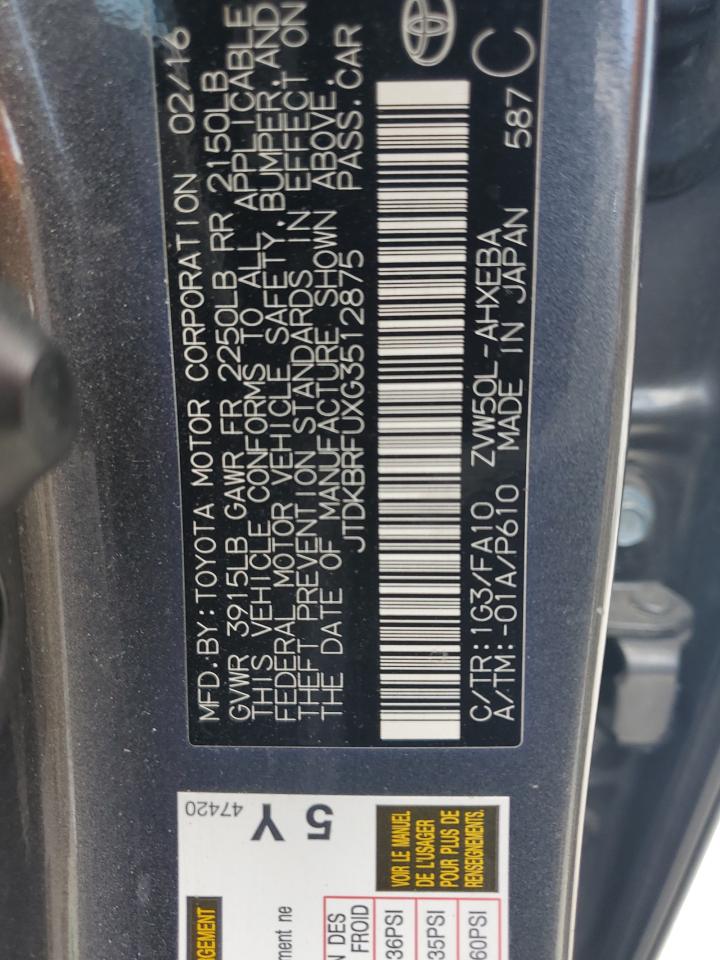 MFD.BY:TOYOTA MOTOR CORPORATION 02/16
GVWR 3915LB GAWR FR 2250LB RR 2150LB
THIS VEHICLE CONFORMS TO ALL APPLICABLE
FEDERAL MOTOR VEHICLE SAFETY, BUMPER, AND
THEFT PREVENTION STANDARDS IN EFFECT ON
THE DATE OF MANUFACTURE SHOWN ABOVE.
JTDKBRFUXG3512875 PASS.CAR
C/TR:1G3/FA10 ZVW50L-AHXEBA
A/TM:-01A/P610 MADE IN JAPAN 587
C
47420
5 Y
VOIR LE MANUEL
DE L'USAGER
POUR PLUS DE
RENSEIGNEMENTS.
GEMENT
ment ne
N DES
FROID
36PSI
35PSI
60PSI